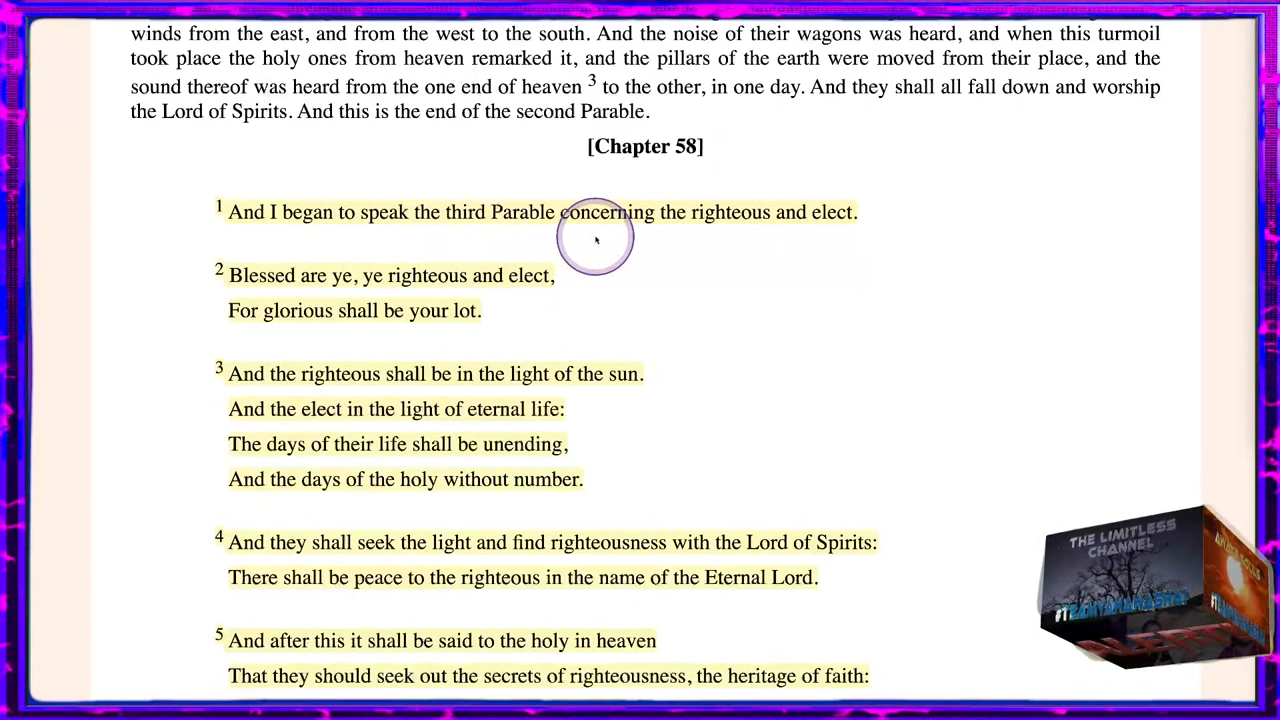 winds from the east, and from the west to the south. And the noise of their wagons was heard, and when this turmoil
took place the holy ones from heaven remarked it, and the pillars of the earth were moved from their place, and the
sound thereof was heard from the one end of heaven 3 to the other, in one day. And they shall all fall down and worship
the Lord of Spirits. And this is the end of the second Parable.
[Chapter 58]
1 And I began to speak the third Parable concerning the righteous and elect.
2 Blessed are ye, ye righteous and elect,
For glorious shall be your lot.
3 And the righteous shall be in the light of the sun.
And the elect in the light of eternal life:
The days of their life shall be unending,
And the days of the holy without number.
4 And they shall seek the light and find righteousness with the Lord of Spirits:
There shall be peace to the righteous in the name of the Eternal Lord.
5 And after this it shall be said to the holy in heaven
That they should seek out the secrets of righteousness, the heritage of faith:
THE LIMITLESS
CHANNEL